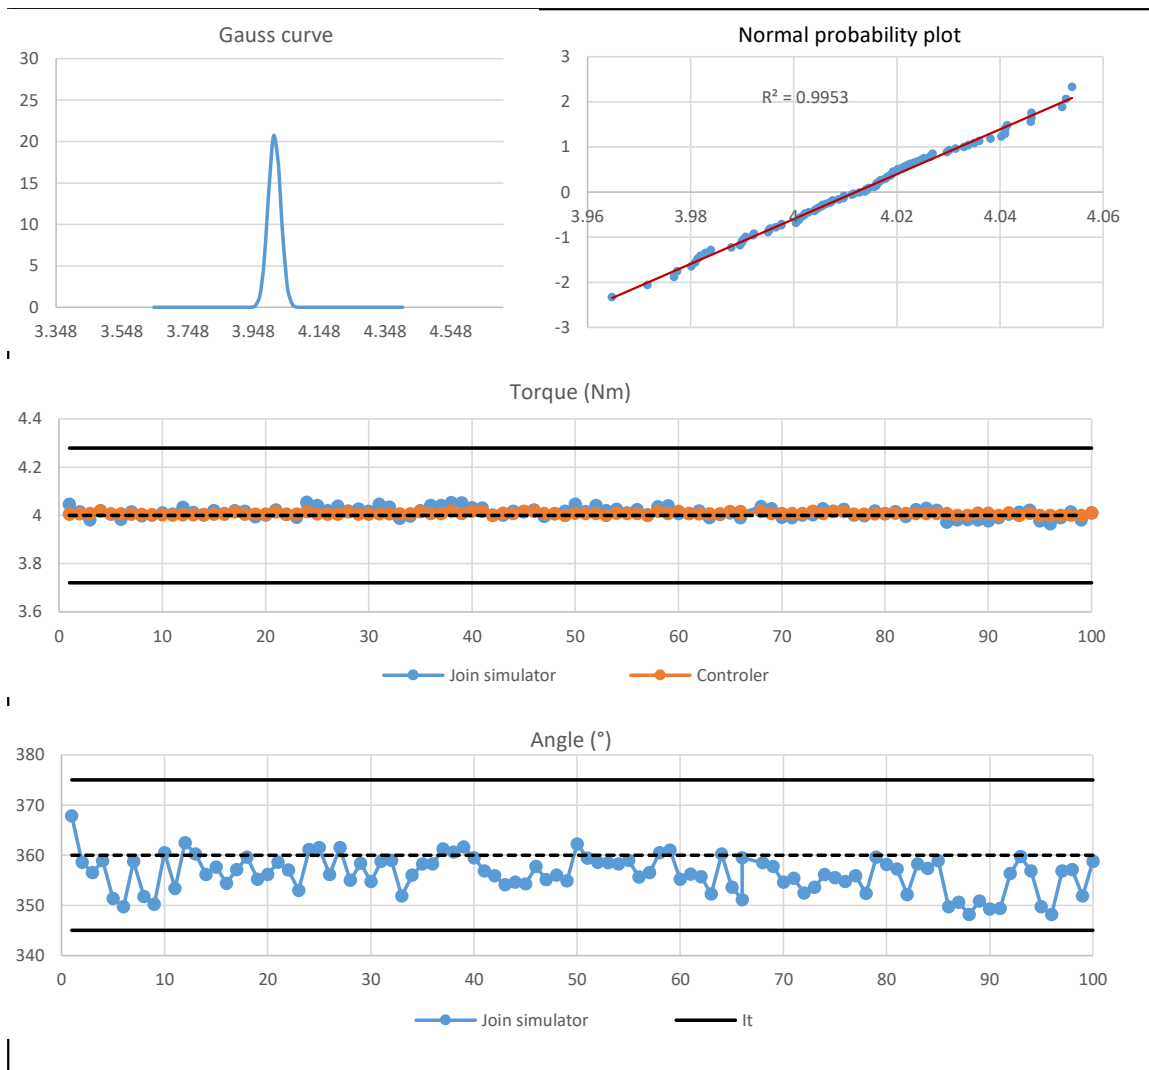 Gauss curve
30
25
20
15
10
5
0
3.348 3.548 3.748 3.948 4.148 4.348 4.548
Normal probability plot
R² = 0.9953
3
2
1
0
-1
-2
-3
3.96 3.98 4 4.02 4.04 4.06
Torque (Nm)
4.4
4.2
4
3.8
3.6
0 10 20 30 40 50 60 70 80 90 100
Join simulator Controler
Angle (°)
380
370
360
350
340
0 10 20 30 40 50 60 70 80 90 100
Join simulator It